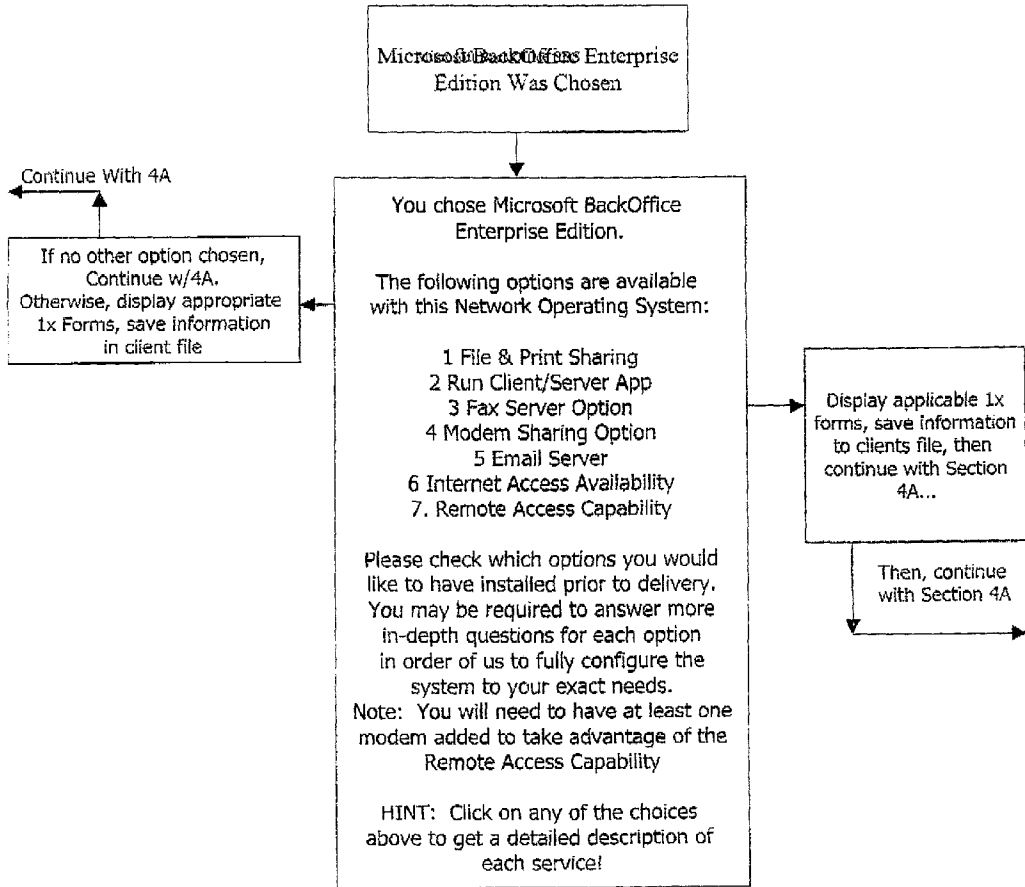 Microsoft BackOffice Enterprise
Edition Was Chosen
Continue With 4A
If no other option chosen,
Continue w/4A.
Otherwise, display appropriate
1x Forms, save information
in client file
You chose Microsoft BackOffice
Enterprise Edition.
The following options are available
with this Network Operating System:
1 File & Print Sharing
2 Run Client/Server App
3 Fax Server Option
4 Modem Sharing Option
5 Email Server
6 Internet Access Availability
7. Remote Access Capability
Please check which options you would
like to have installed prior to delivery.
You may be required to answer more
in-depth questions for each option
in order of us to fully configure the
system to your exact needs.
Note: You will need to have at least one
modem added to take advantage of the
Remote Access Capability
HINT: Click on any of the choices
above to get a detailed description of
each service!
Display applicable 1x
forms, save information
to clients file, then
continue with Section
4A...
Then, continue
with Section 4A